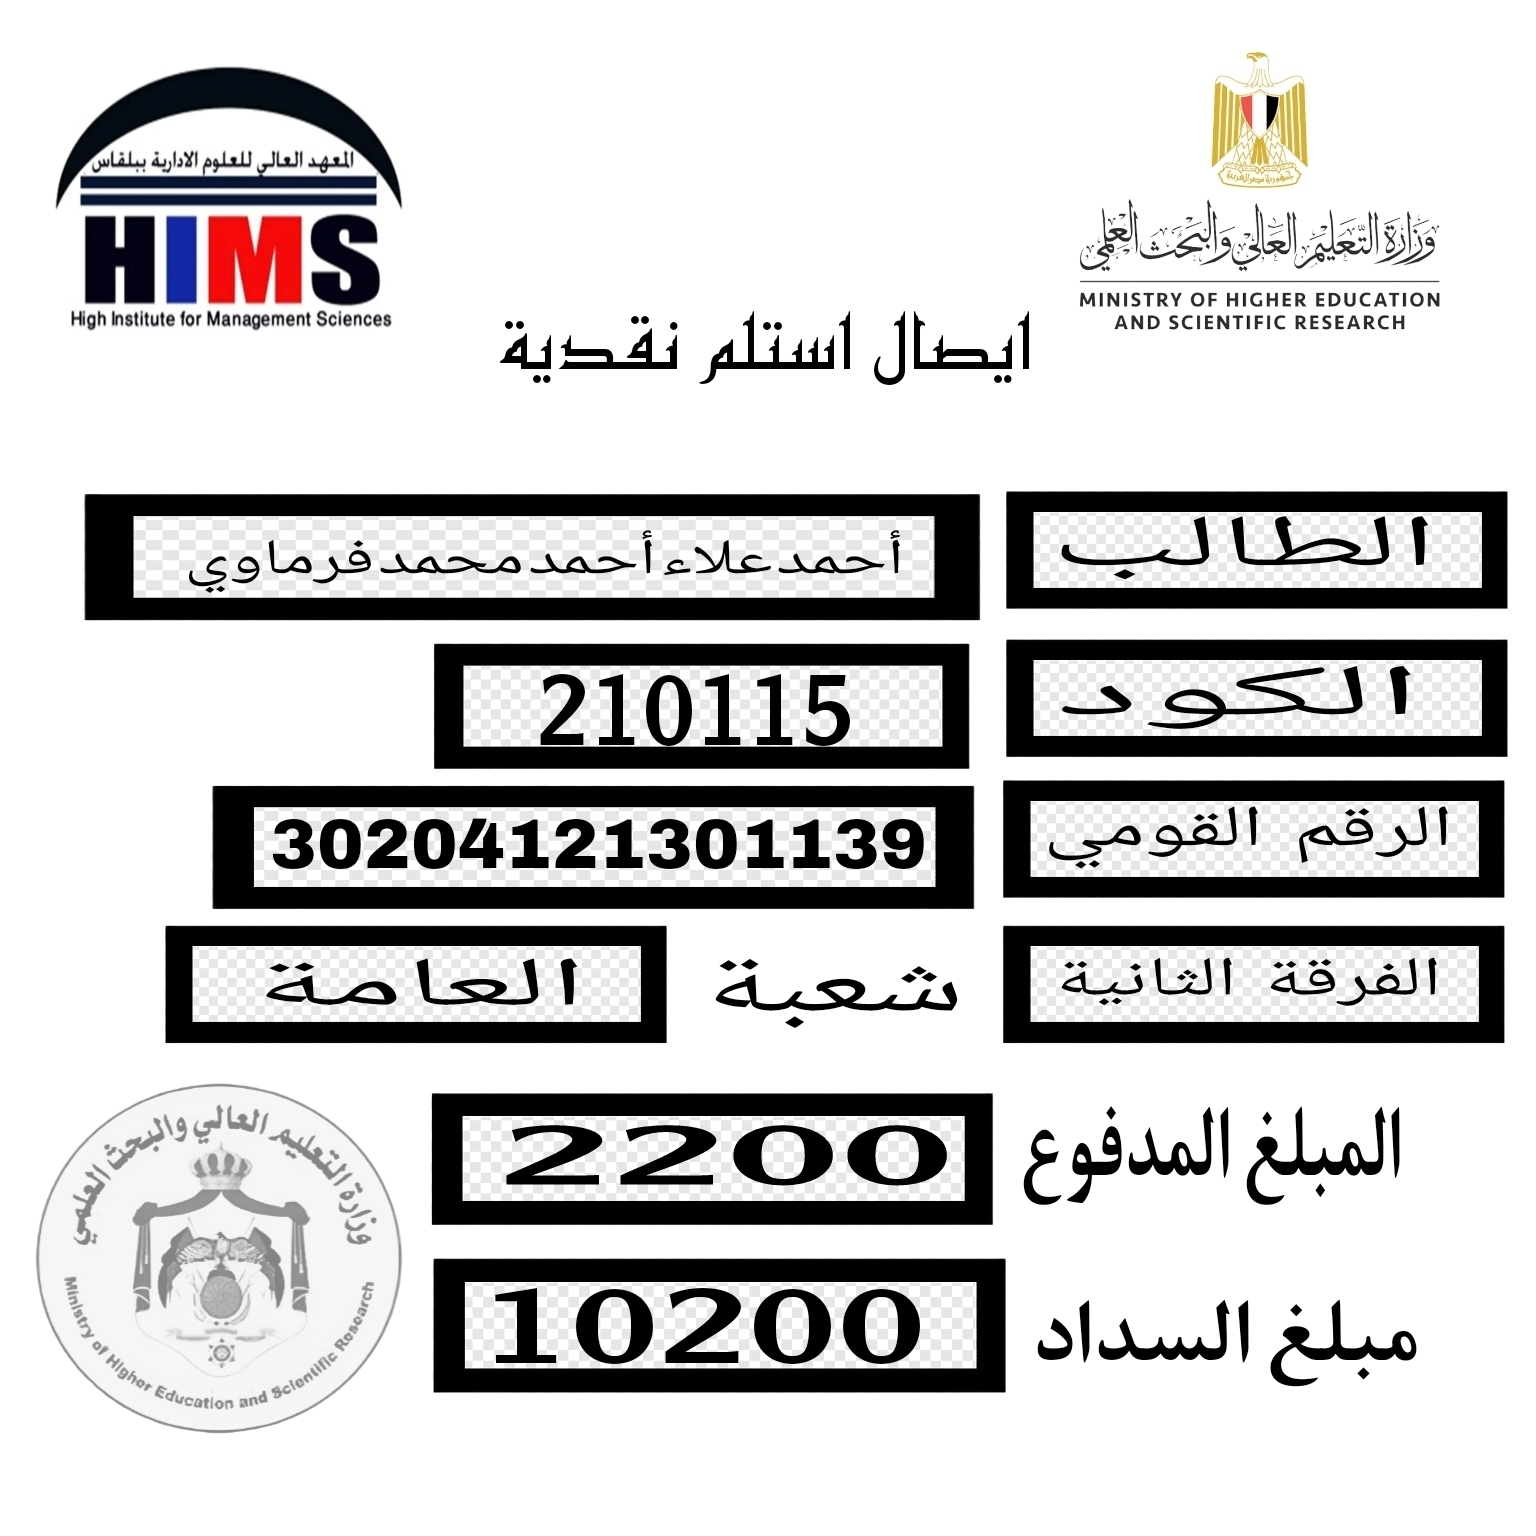 المعهد العالي للعلوم الادارية ببلقاس
HIMS
High Institute for Management Sciences
جمهورية مصر العربية
وزارة التعليم العالي والبحث العلمي
MINISTRY OF HIGHER EDUCATION
AND SCIENTIFIC RESEARCH
ايصال استلم نقدية
الطالب أحمد علاء أحمد محمد فرماوي
الكود 210115
الرقم القومي 30204121301139
الفرقة الثانية شعبة العامة
المبلغ المدفوع 2200
مبلغ السداد 10200
وزارة التعليم العالي والبحث العلمي
Ministry of Higher Education and Scientific Research